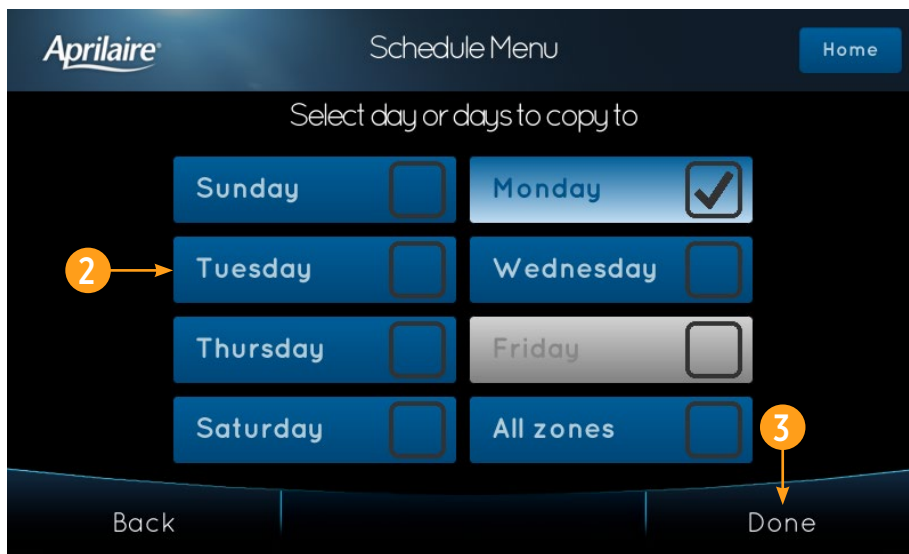 Aprilaire® Schedule Menu Home
Select day or days to copy to
Sunday Monday
2 Tuesday Wednesday
Thursday Friday
Saturday All zones 3
Back Done